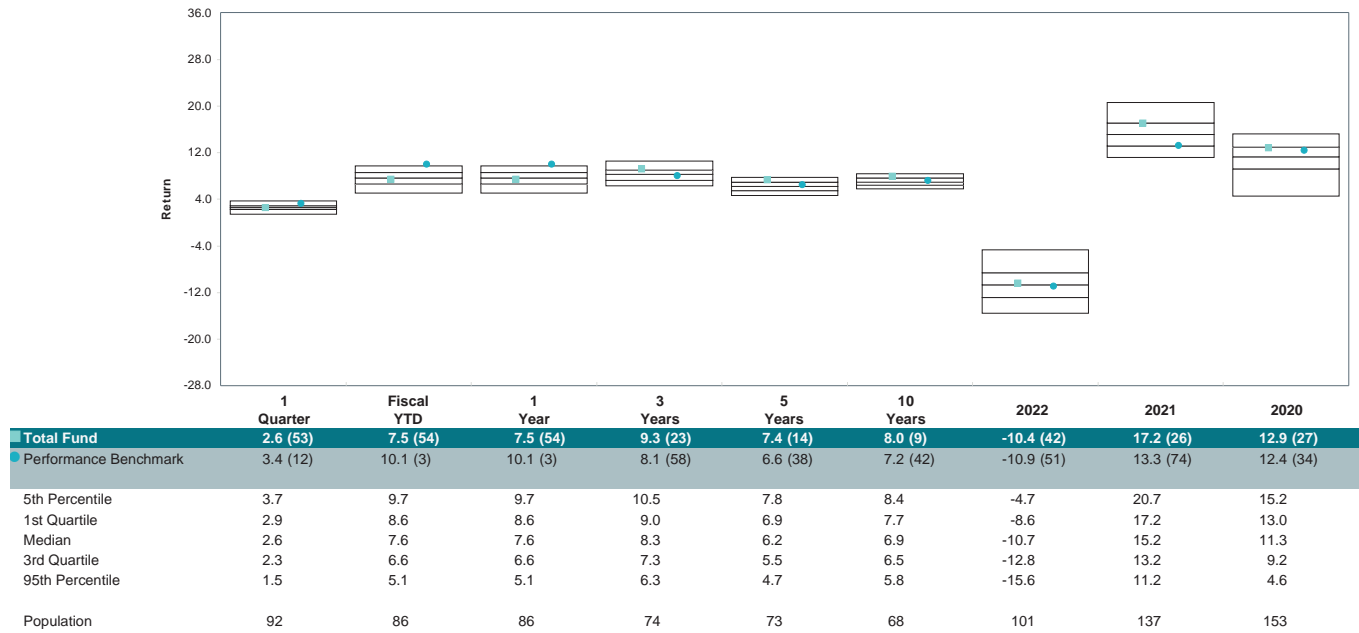 36.0
28.0
20.0
12.0
4.0
-4.0
-12.0
-20.0
-28.0
Return
1 Quarter Fiscal YTD 1 Year 3 Years 5 Years 10 Years 2022 2021 2020
Total Fund 2.6 (53) 7.5 (54) 7.5 (54) 9.3 (23) 7.4 (14) 8.0 (9) -10.4 (42) 17.2 (26) 12.9 (27)
Performance Benchmark 3.4 (12) 10.1 (3) 10.1 (3) 8.1 (58) 6.6 (38) 7.2 (42) -10.9 (51) 13.3 (74) 12.4 (34)
5th Percentile 3.7 9.7 9.7 10.5 7.8 8.4 -4.7 20.7 15.2
1st Quartile 2.9 8.6 8.6 9.0 6.9 7.7 -8.6 17.2 13.0
Median 2.6 7.6 7.6 8.3 6.2 6.9 -10.7 15.2 11.3
3rd Quartile 2.3 6.6 6.6 7.3 5.5 6.5 -12.8 13.2 9.2
95th Percentile 1.5 5.1 5.1 6.3 4.7 5.8 -15.6 11.2 4.6
Population 92 86 86 74 73 68 101 137 153